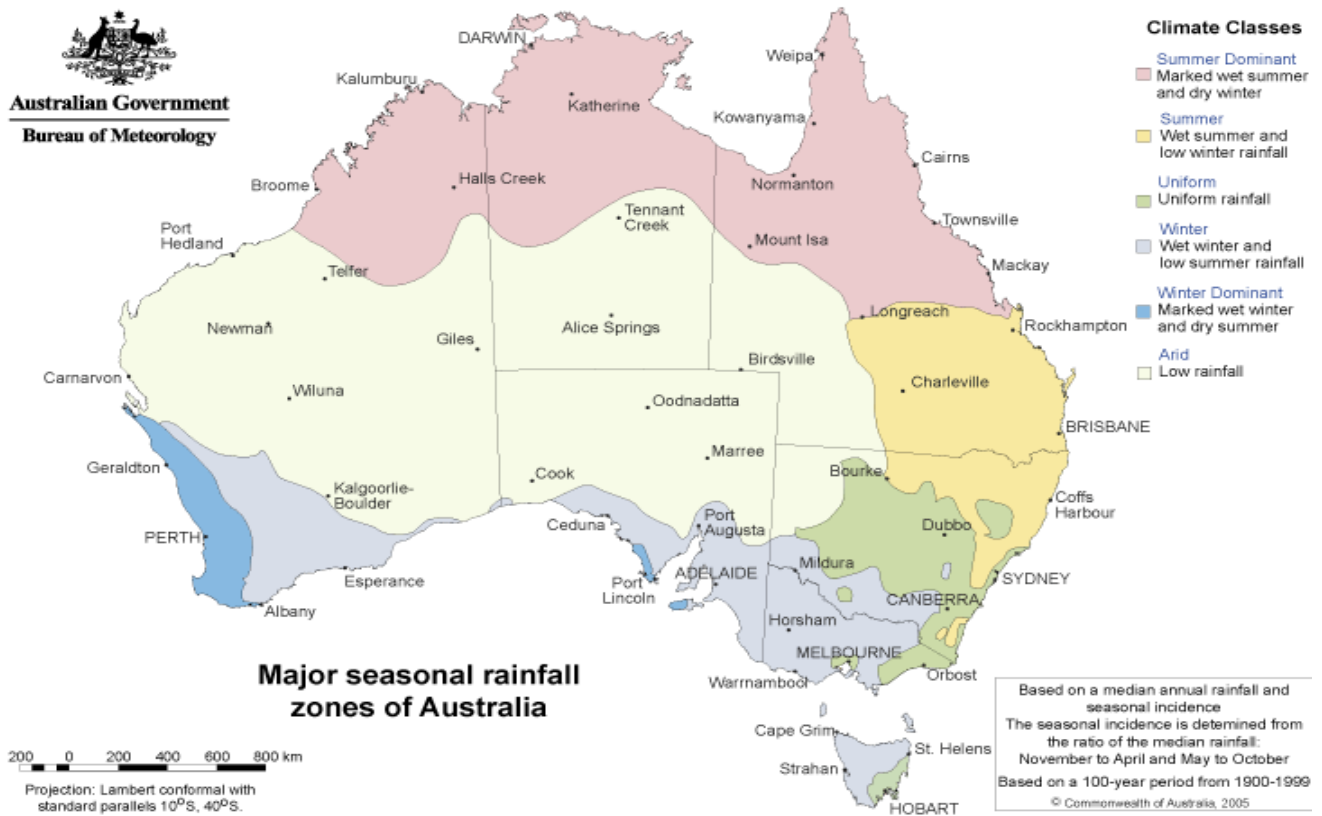 Australian Government
Bureau of Meteorology
Climate Classes
Summer Dominant
Marked wet summer
and dry winter
Summer
Wet summer and
low winter rainfall
Uniform
Uniform rainfall
Winter
Wet winter and
low summer rainfall
Winter Dominant
Marked wet winter
and dry summer
Arid
Low rainfall
DARWIN
Weipa
Kalumburu
Katherine
Kowanyama
Cairns
Halls Creek
Broome
Normanton
Tennant
Creek
Townsville
Port
Hedland
Mount Isa
Mackay
Telfer
Longreach
Rockhampton
Newman
Alice Springs
Giles
Birdsville
Carnarvon
Charleville
Wiluna
Oodnadatta
BRISBANE
Marree
Geraldton
Cook
Bourke
Kalgoorlie-
Boulder
Coffs
Harbour
Port
Augusta
Ceduna
Dubbo
PERTH
Mildura
ADELAIDE
SYDNEY
Esperance
Port
Lincoln
CANBERRA
Albany
Horsham
MELBOURNE
Orbost
Warrnambool
Cape Grim
St. Helens
Strahan
HOBART
Major seasonal rainfall
zones of Australia
200 0 200 400 600 800 km
Projection: Lambert conformal with
standard parallels 10°S, 40°S.
Based on a median annual rainfall and
seasonal incidence
The seasonal incidence is detemined from
the ratio of the median rainfall:
November to April and May to October
Based on a 100-year period from 1900-1999
© Commonwealth of Australia, 2005